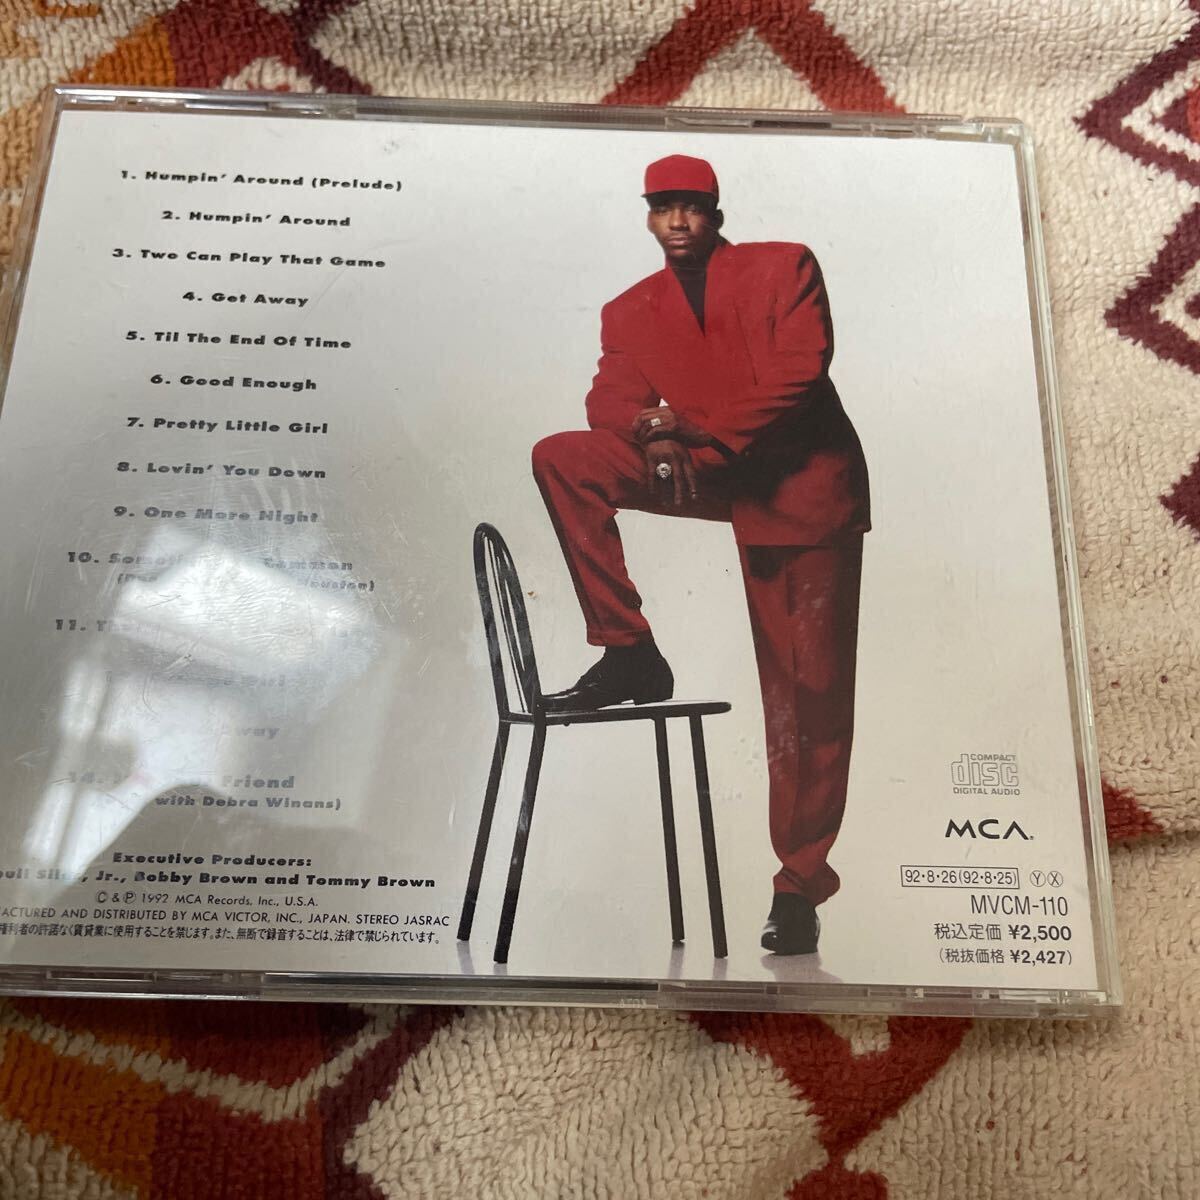 1. Humpin' Around (Prelude)
2. Humpin' Around
3. Two Can Play That Game
4. Get Away
5. Til The End Of Time
6. Good Enough
7. Pretty Little Girl
8. Lovin' You Down
9. One More Night
10.
11.
Girl
14. Friend
with Debra Winans)
Executive Producers:
Jr., Bobby Brown and Tommy Brown
© & ℗ 1992 MCA Records, Inc., U.S.A.
AND DISTRIBUTED BY MCA VICTOR, INC., JAPAN. STEREO JASRAC
権利者の許諾なく賃貸業に使用することを禁じます。また、無断で録音することは、法律で禁じられています。
COMPACT
disc
DIGITAL AUDIO
MCA
92・8・26(92・8・25) Ⓨ Ⓧ
MVCM-110
税込定価 ¥2,500
(税抜価格 ¥2,427)